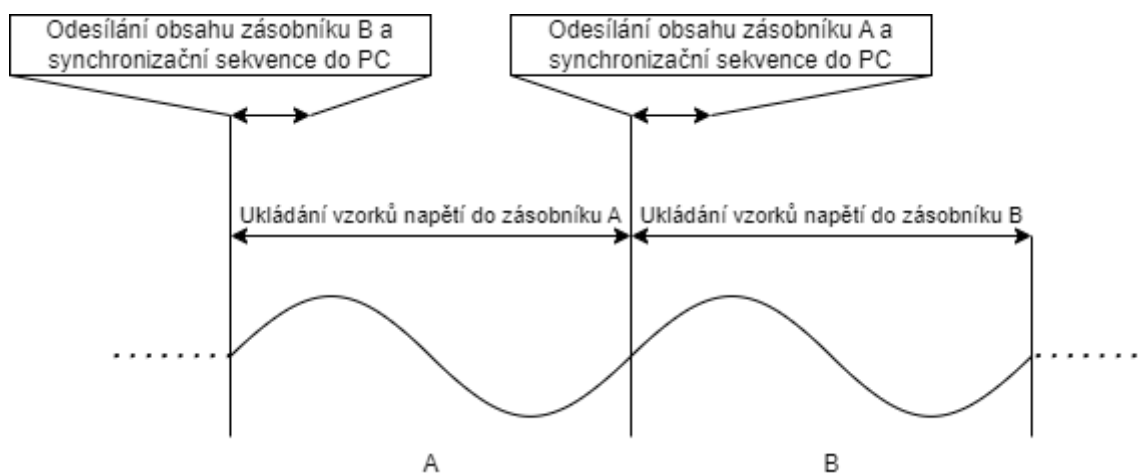 Odesílání obsahu zásobníku B a
synchronizační sekvence do PC
Odesílání obsahu zásobníku A a
synchronizační sekvence do PC
Ukládání vzorků napětí do zásobníku A
Ukládání vzorků napětí do zásobníku B
A
B